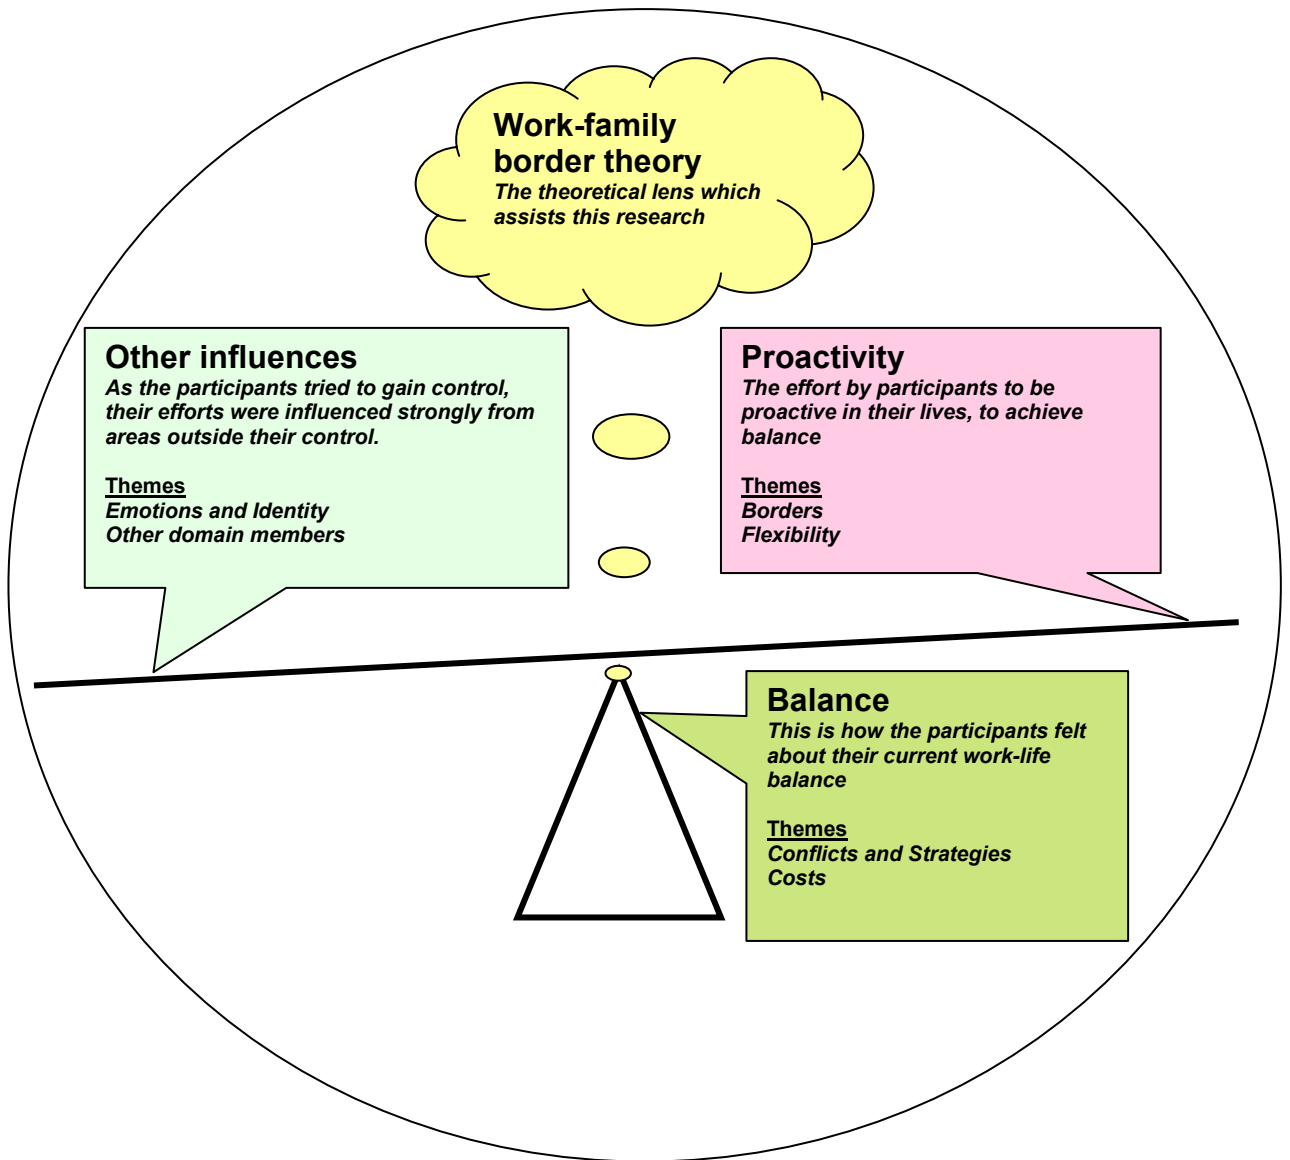 Work-family
border theory
The theoretical lens which
assists this research
Other influences
As the participants tried to gain control,
their efforts were influenced strongly from
areas outside their control.
Themes
Emotions and Identity
Other domain members
Proactivity
The effort by participants to be
proactive in their lives, to achieve
balance
Themes
Borders
Flexibility
Balance
This is how the participants felt
about their current work-life
balance
Themes
Conflicts and Strategies
Costs